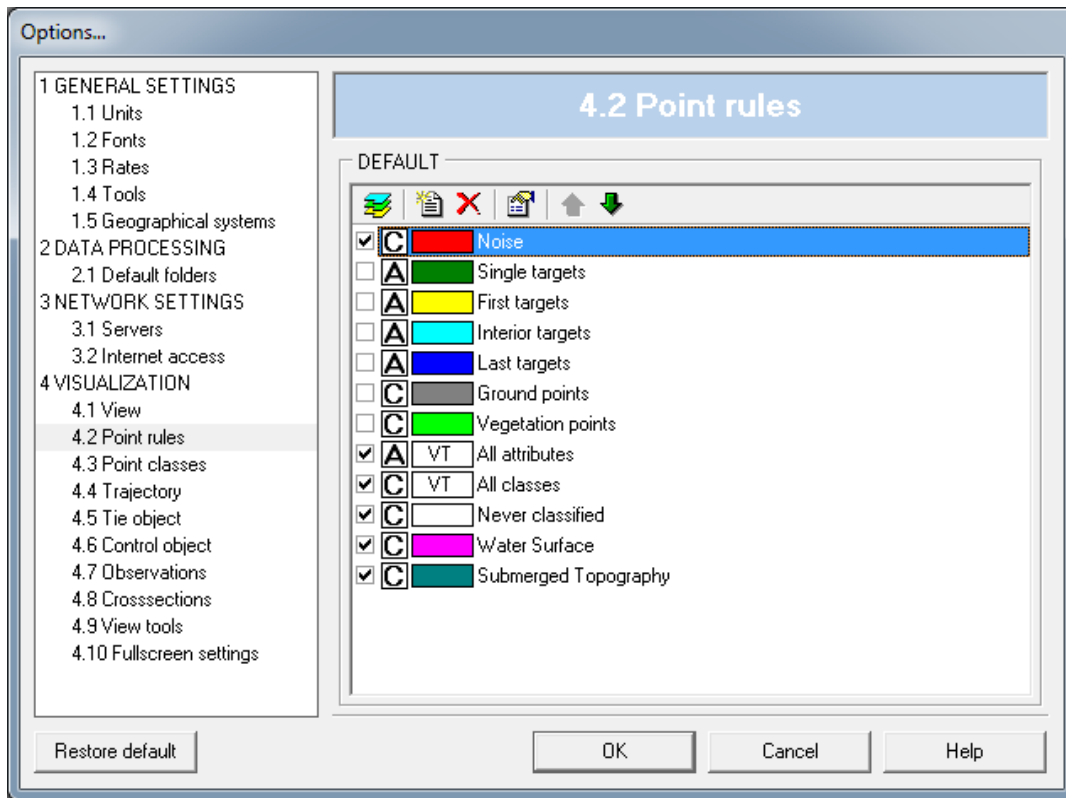 Options...
1 GENERAL SETTINGS
1.1 Units
1.2 Fonts
1.3 Rates
1.4 Tools
1.5 Geographical systems
2 DATA PROCESSING
2.1 Default folders
3 NETWORK SETTINGS
3.1 Servers
3.2 Internet access
4 VISUALIZATION
4.1 View
4.2 Point rules
4.3 Point classes
4.4 Trajectory
4.5 Tie object
4.6 Control object
4.7 Observations
4.8 Crosssections
4.9 View tools
4.10 Fullscreen settings
4.2 Point rules
DEFAULT
C Noise
A Single targets
A First targets
A Interior targets
A Last targets
C Ground points
C Vegetation points
A VT All attributes
C VT All classes
C Never classified
C Water Surface
C Submerged Topography
Restore default
OK
Cancel
Help